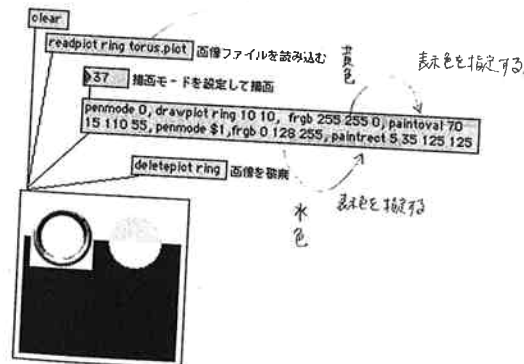 clear
readpict ring torus.pict 画像ファイルを読み込む
黄色
表示色を指定する
37 描画モードを設定して描画
penmode 0, drawpict ring 10 10, frgb 255 255 0, paintoval 70
15 110 55, penmode $1,frgb 0 128 255, paintrect 5 35 125 125
deletepict ring 画像を破棄
水色
表示色を指定する